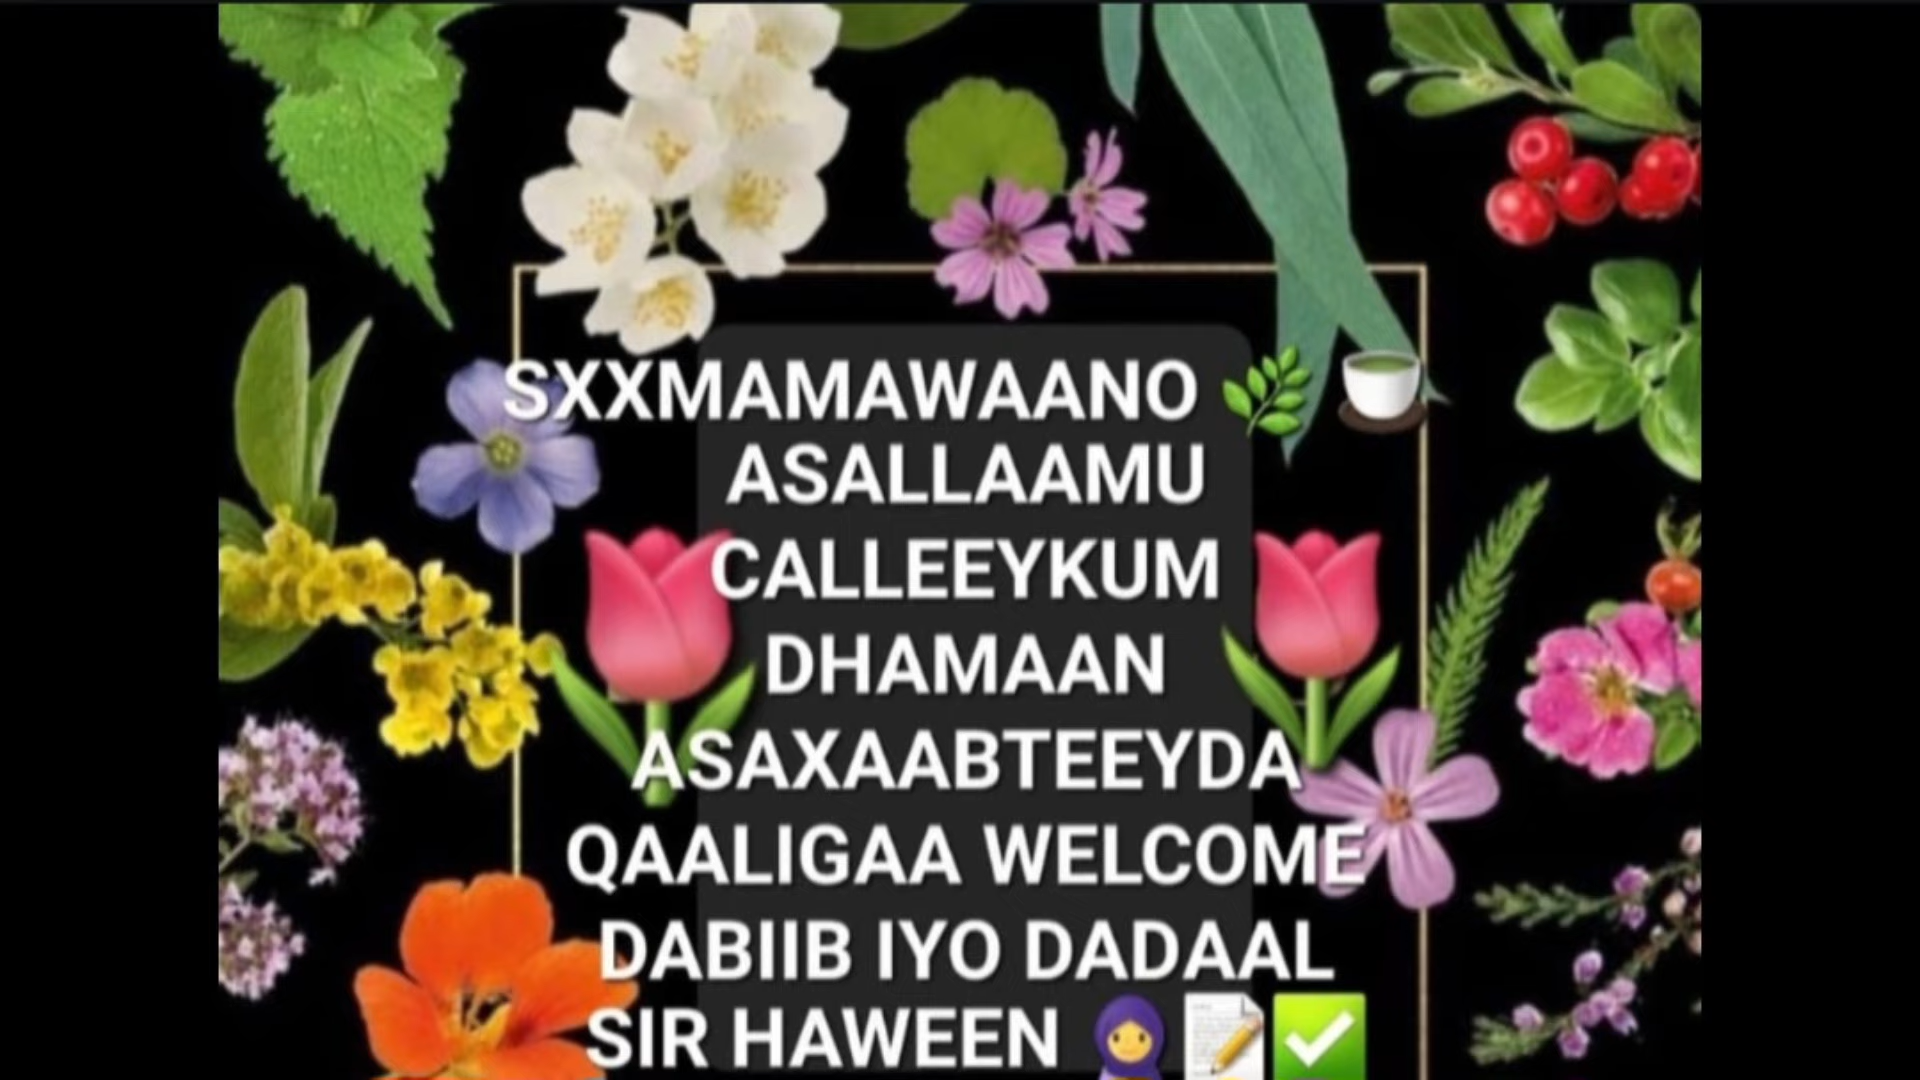 SXXMAMAWAANO 🌿 🍵
ASALLAAMU
🌷CALLEEYKUM🌷
DHAMAAN
ASAXAABTEEYDA
QAALIGAA WELCOME
DABIIB IYO DADAAL
SIR HAWEEN 🧕📝✅